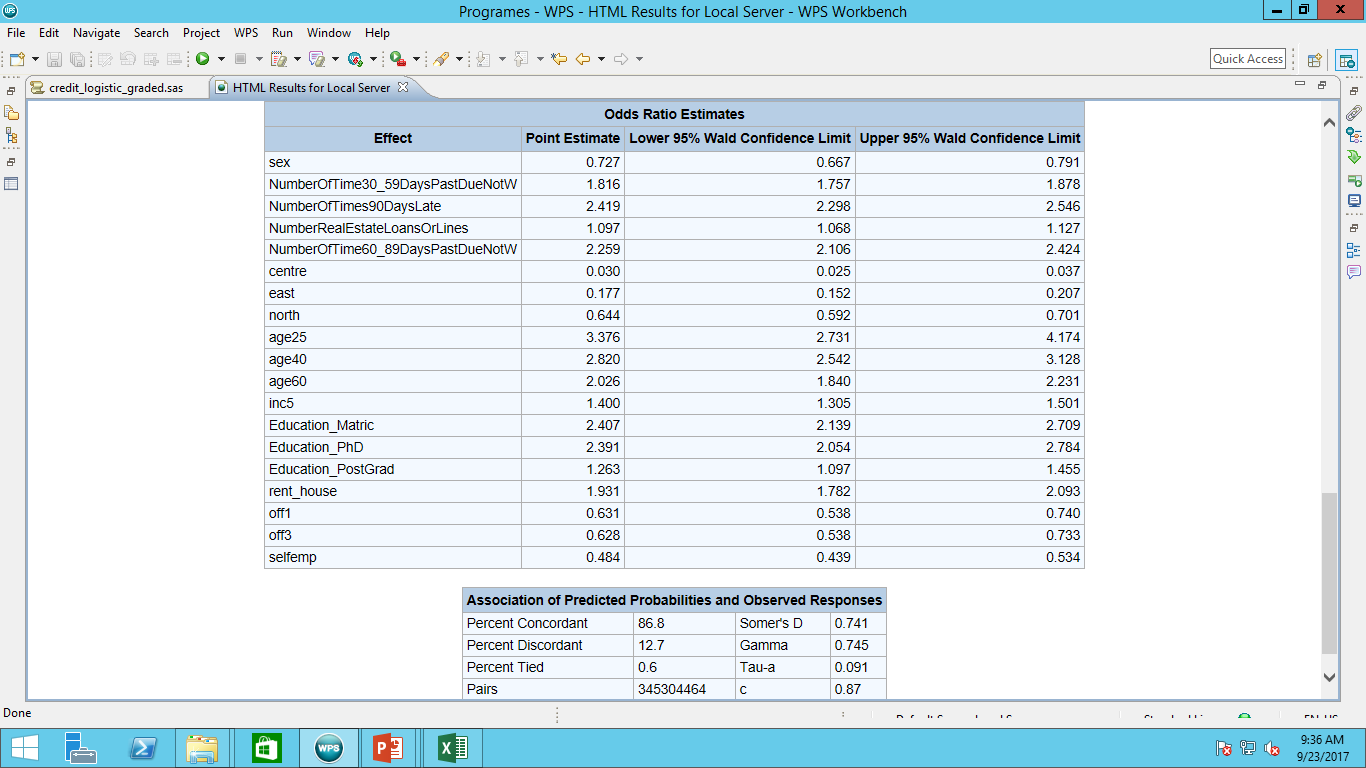 Programes - WPS - HTML Results for Local Server - WPS Workbench
File Edit Navigate Search Project WPS Run Window Help
Quick Access
credit_logistic_graded.sas HTML Results for Local Server
Odds Ratio Estimates
Effect Point Estimate Lower 95% Wald Confidence Limit Upper 95% Wald Confidence Limit
sex 0.727 0.667 0.791
NumberOfTime30_59DaysPastDueNotW 1.816 1.757 1.878
NumberOfTimes90DaysLate 2.419 2.298 2.546
NumberRealEstateLoansOrLines 1.097 1.068 1.127
NumberOfTime60_89DaysPastDueNotW 2.259 2.106 2.424
centre 0.030 0.025 0.037
east 0.177 0.152 0.207
north 0.644 0.592 0.701
age25 3.376 2.731 4.174
age40 2.820 2.542 3.128
age60 2.026 1.840 2.231
inc5 1.400 1.305 1.501
Education_Matric 2.407 2.139 2.709
Education_PhD 2.391 2.054 2.784
Education_PostGrad 1.263 1.097 1.455
rent_house 1.931 1.782 2.093
off1 0.631 0.538 0.740
off3 0.628 0.538 0.733
selfemp 0.484 0.439 0.534
Association of Predicted Probabilities and Observed Responses
Percent Concordant 86.8 Somer's D 0.741
Percent Discordant 12.7 Gamma 0.745
Percent Tied 0.6 Tau-a 0.091
Pairs 345304464 c 0.87
Done
WPS
9:36 AM
9/23/2017